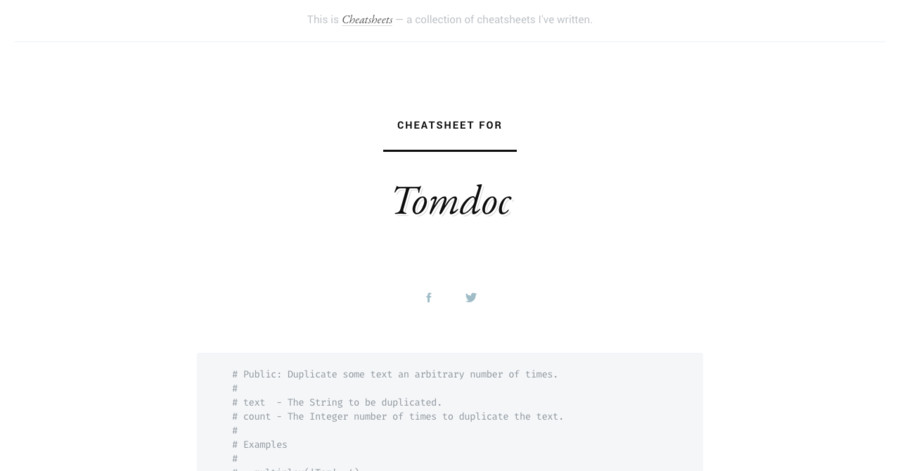 This is Cheatsheets — a collection of cheatsheets I've written.
CHEATSHEET FOR
Tomdoc
# Public: Duplicate some text an arbitrary number of times.
#
# text  - The String to be duplicated.
# count - The Integer number of times to duplicate the text.
#
# Examples
#